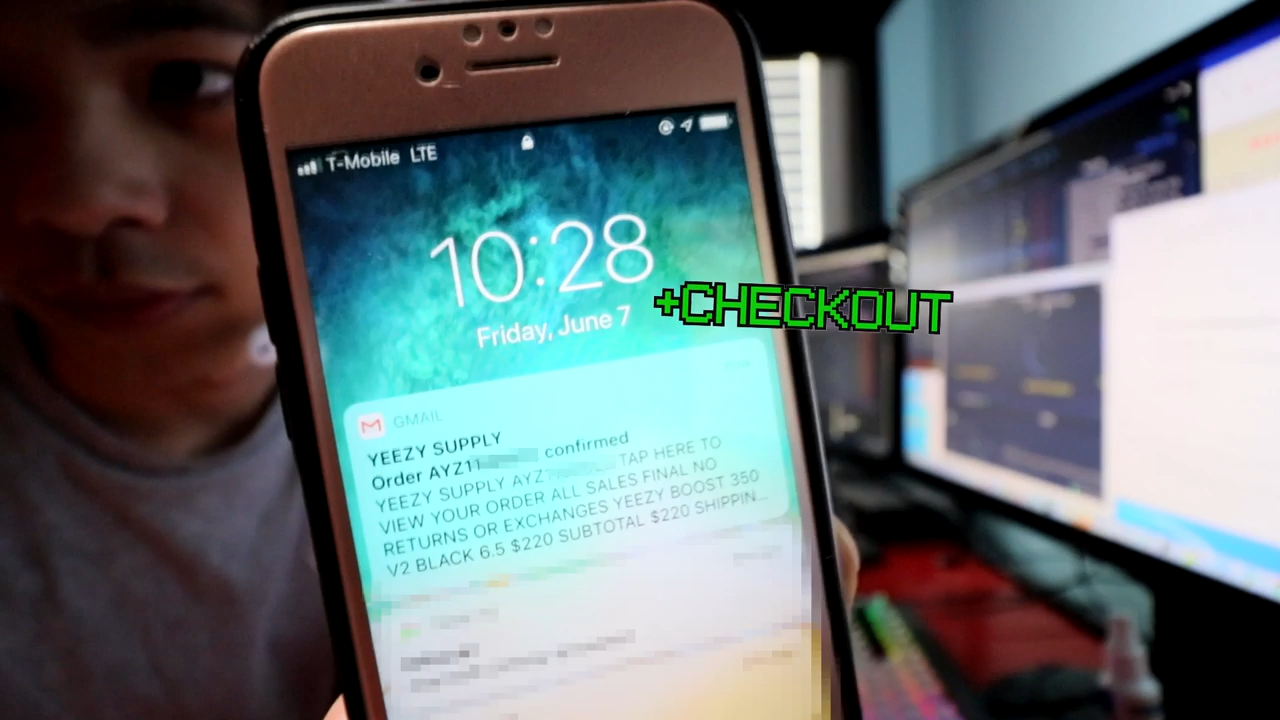 T-Mobile LTE
10:28
Friday, June 7
+CHECKOUT
GMAIL
YEEZY SUPPLY
Order AYZ11 confirmed
YEEZY SUPPLY AYZ1 TAP HERE TO
VIEW YOUR ORDER ALL SALES FINAL NO
RETURNS OR EXCHANGES YEEZY BOOST 350
V2 BLACK 6.5 $220 SUBTOTAL $220 SHIPPIN...